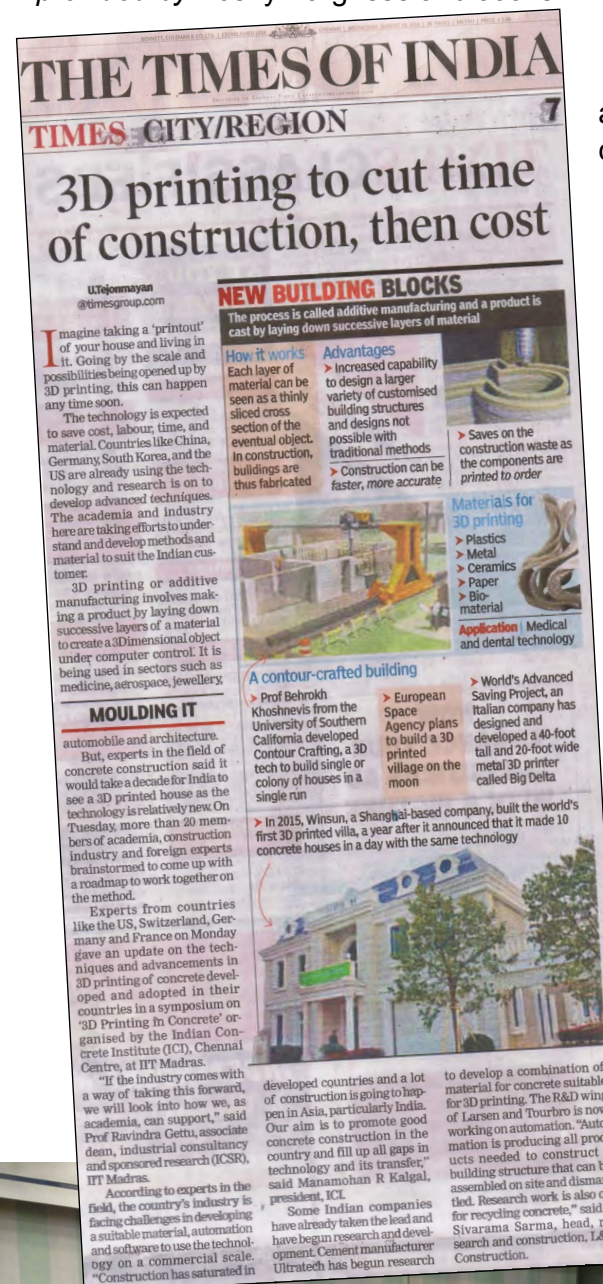 THE TIMES OF INDIA
TIMES CITY/REGION
7
3D printing to cut time
of construction, then cost
U.Tejonmayan
@timesgroup.com
Imagine taking a ‘printout’
of your house and living in
it. Going by the scale and
possibilities being opened up by
3D printing, this can happen
any time soon.
The technology is expected
to save cost, labour, time, and
material. Countries like China,
Germany, South Korea, and the
US are already using the tech-
nology and research is on to
develop advanced techniques.
The academia and industry
here are taking efforts to under-
stand and develop methods and
material to suit the Indian cus-
tomer.
3D printing or additive
manufacturing involves mak-
ing a product by laying down
successive layers of a material
to create a 3Dimensional object
under computer control. It is
being used in sectors such as
medicine, aerospace, jewellery,
MOULDING IT
automobile and architecture.
But, experts in the field of
concrete construction said it
would take a decade for India to
see a 3D printed house as the
technology is relatively new. On
Tuesday, more than 20 mem-
bers of academia, construction
industry and foreign experts
brainstormed to come up with
a roadmap to work together on
the method.
Experts from countries
like the US, Switzerland, Ger-
many and France on Monday
gave an update on the tech-
niques and advancements in
3D printing of concrete devel-
oped and adopted in their
countries in a symposium on
‘3D Printing in Concrete’ or-
ganised by the Indian Con-
crete Institute (ICI), Chennai
Centre, at IIT Madras.
“If the industry comes with
a way of taking this forward,
we will look into how we, as
academia, can support,” said
Prof Ravindra Gettu, associate
dean, industrial consultancy
and sponsored research (ICSR),
IIT Madras.
According to experts in the
field, the country's industry is
facing challenges in developing
a suitable material, automation
and software to use the technol-
ogy on a commercial scale.
“Construction has saturated in
NEW BUILDING BLOCKS
The process is called additive manufacturing and a product is
cast by laying down successive layers of material
How it works
Each layer of
material can be
seen as a thinly
sliced cross
section of the
eventual object.
In construction,
buildings are
thus fabricated
Advantages
➤ Increased capability
to design a larger
variety of customised
building structures
and designs not
possible with
traditional methods
➤ Construction can be
faster, more accurate
➤ Saves on the
construction waste as
the components are
printed to order
Materials for
3D printing
➤ Plastics
➤ Metal
➤ Ceramics
➤ Paper
➤ Bio-
material
Application | Medical
and dental technology
A contour-crafted building
➤ Prof Behrokh
Khoshnevis from the
University of Southern
California developed
Contour Crafting, a 3D
tech to build single or
colony of houses in a
single run
➤ European
Space
Agency plans
to build a 3D
printed
village on the
moon
➤ World's Advanced
Saving Project, an
Italian company has
designed and
developed a 40-foot
tall and 20-foot wide
metal 3D printer
called Big Delta
➤ In 2015, Winsun, a Shanghai-based company, built the world's
first 3D printed villa, a year after it announced that it made 10
concrete houses in a day with the same technology
developed countries and a lot
of construction is going to hap-
pen in Asia, particularly India.
Our aim is to promote good
concrete construction in the
country and fill up all gaps in
technology and its transfer,”
said Manamohan R Kalgal,
president, ICI.
Some Indian companies
have already taken the lead and
have begun research and devel-
opment. Cement manufacturer
Ultratech has begun research
to develop a combination of
material for concrete suitable
for 3D printing. The R&D wing
of Larsen and Tourbro is now
working on automation. “Auto-
mation is producing all prod-
ucts needed to construct
building structure that can b
assembled on site and disma
tled. Research work is also o
for recycling concrete,” said
Sivarama Sarma, head, r
search and construction, L&
Construction.